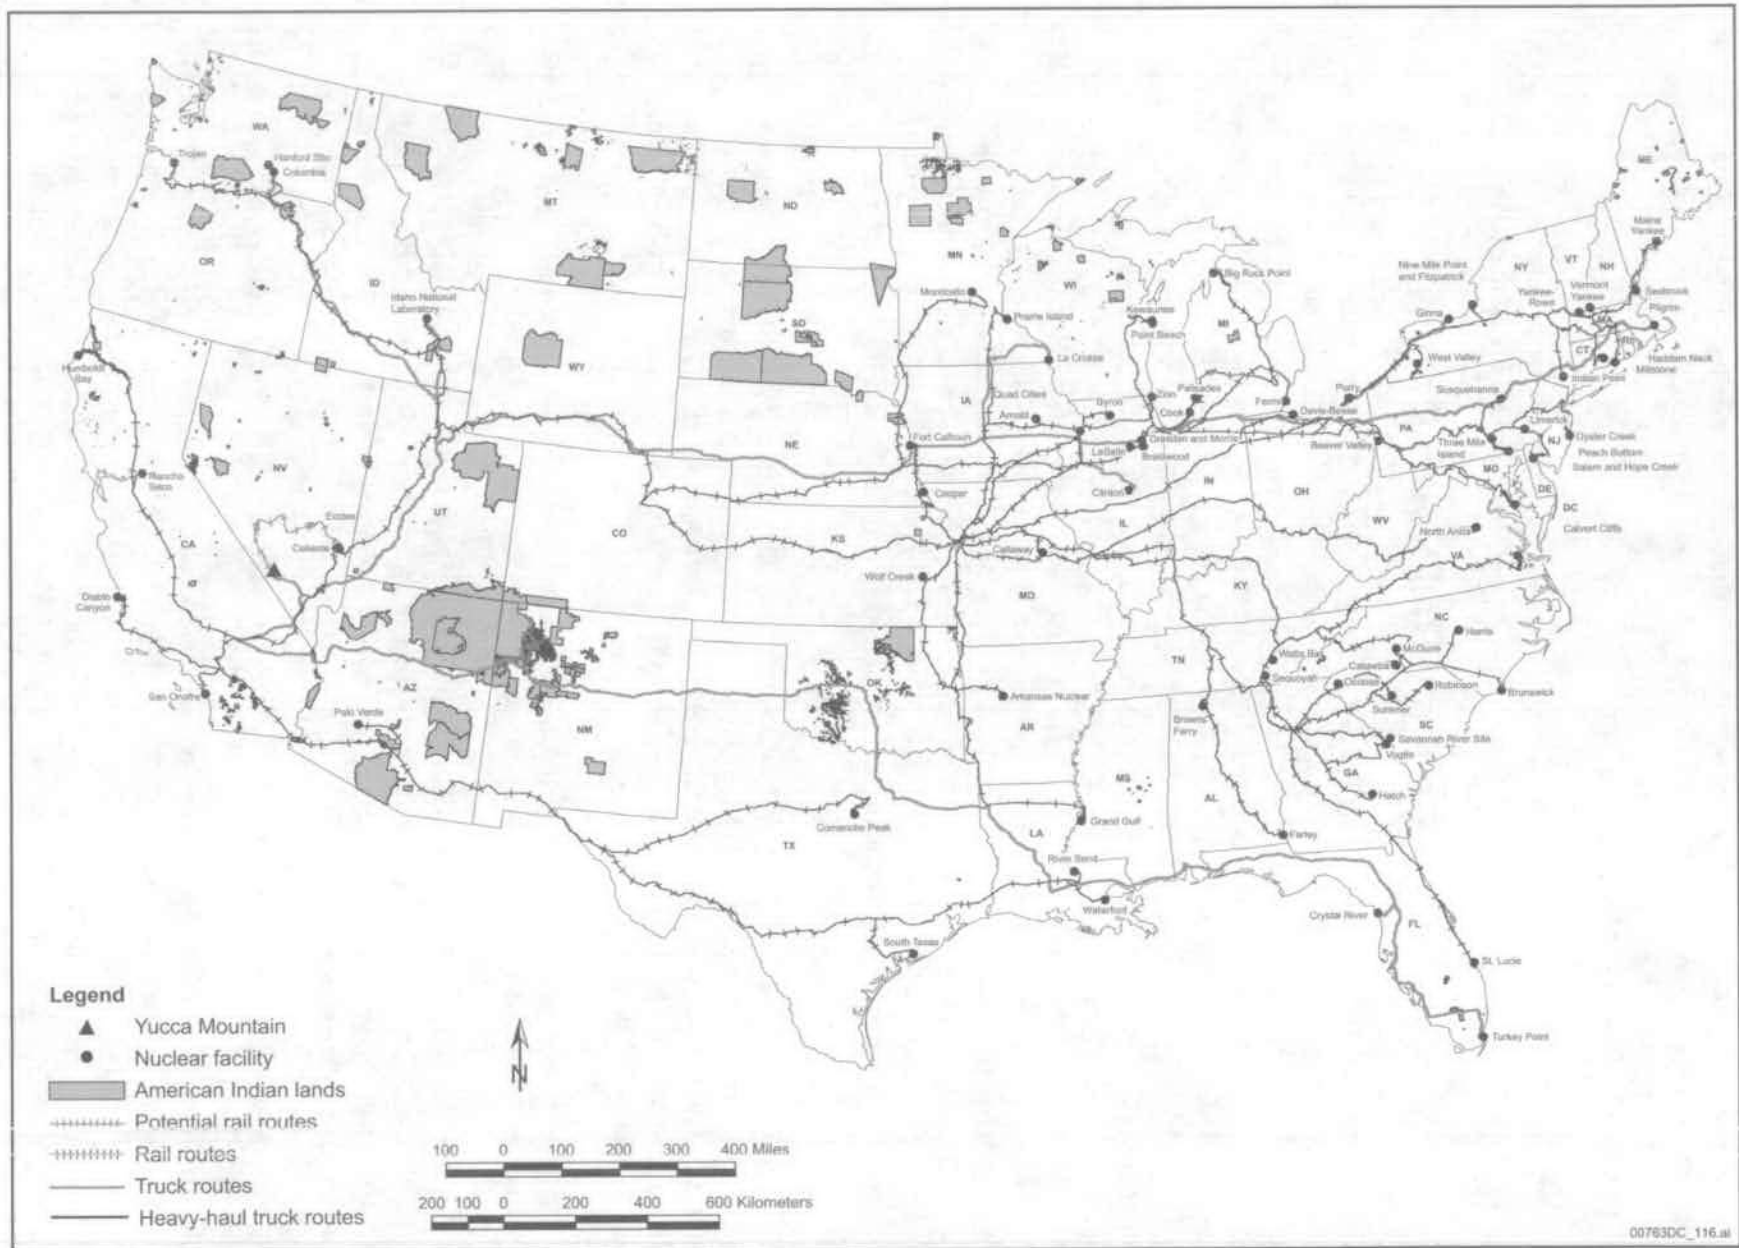 WA
Trojan
Hanford Site
Columbia
OR
ID
Idaho National
Laboratory
MT
ND
MN
SD
WY
NE
Humboldt
Bay
Rancho
Seco
NV
CA
UT
CO
KS
Caliente
Diablo
Canyon
San Onofre
Palo Verde
AZ
NM
OK
TX
Comanche Peak
South Texas
Monticello
Prairie Island
La Crosse
WI
Kewaunee
Point Beach
Big Rock Point
MI
IA
Quad Cities
Arnold
Byron
Zion
Palisades
Cook
Fermi
Davis-Besse
Perry
Fort Calhoun
LaSalle
Dresden and Morris
Braidwood
Cooper
Clinton
IL
IN
OH
Callaway
Wolf Creek
MO
KY
WV
VA
Beaver Valley
PA
Three Mile
Island
Susquehanna
Limerick
NJ
Oyster Creek
Peach Bottom
Salem and Hope Creek
MD
DE
DC
Calvert Cliffs
North Anna
Surry
ME
Maine
Yankee
Nine Mile Point
and Fitzpatrick
NY
VT
NH
Yankee-
Rowe
Vermont
Yankee
Seabrook
Pilgrim
Ginna
West Valley
MA
CT
RI
Haddam Neck
Millstone
Indian Point
NC
Harris
McGuire
Catawba
Watts Bar
Sequoyah
Oconee
Robinson
Brunswick
Summer
SC
Savannah River Site
Vogtle
GA
Hatch
TN
Browns
Ferry
Arkansas Nuclear
AR
MS
AL
Farley
Grand Gulf
LA
River Bend
Waterford
Crystal River
FL
St. Lucie
Turkey Point
Legend
Yucca Mountain
Nuclear facility
American Indian lands
Potential rail routes
Rail routes
Truck routes
Heavy-haul truck routes
N
100 0 100 200 300 400 Miles
200 100 0 200 400 600 Kilometers
00763DC_116.ai